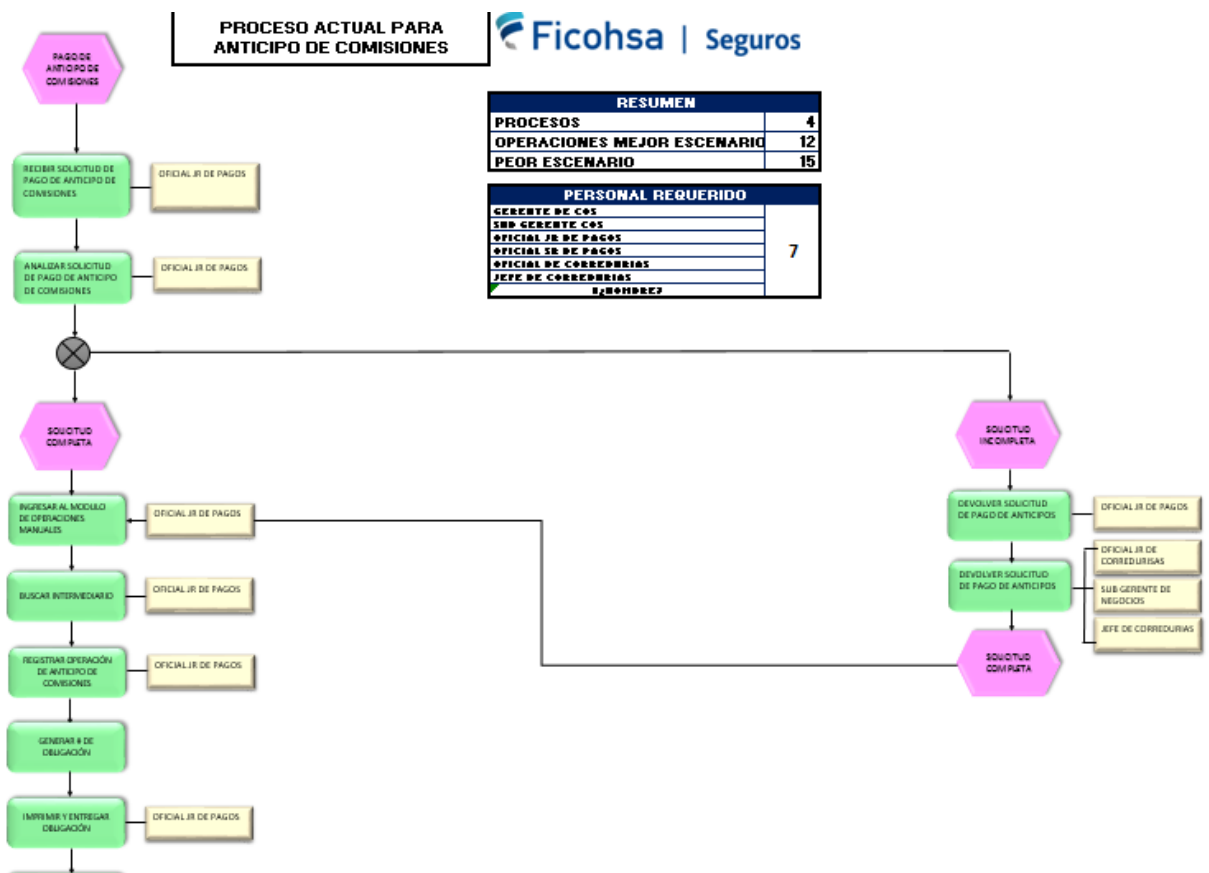 PROCESO ACTUAL PARA
ANTICIPO DE COMISIONES
Ficohsa | Seguros
PAGO DE
ANTICIPO DE
COMISIONES
RESUMEN
PROCESOS 4
OPERACIONES MEJOR ESCENARIO 12
PEOR ESCENARIO 15
RECIBIR SOLICITUD DE
PAGO DE ANTICIPO DE
COMISIONES
OFICIAL JR DE PAGOS
PERSONAL REQUERIDO
GERENTE DE COS
SUB GERENTE COS
OFICIAL JR DE PAGOS
OFICIAL SR DE PAGOS
OFICIAL DE CORREDURIAS
JEFE DE CORREDURIAS
#¿NOMBRE?
7
ANALIZAR SOLICITUD
DE PAGO DE ANTICIPO
DE COMISIONES
OFICIAL JR DE PAGOS
SOLICITUD
COMPLETA
SOLICITUD
INCOMPLETA
INGRESAR AL MODULO
DE OPERACIONES
MANUALES
OFICIAL JR DE PAGOS
DEVOLVER SOLICITUD
DE PAGO DE ANTICIPOS
OFICIAL JR DE PAGOS
BUSCAR INTERMEDIARIO
OFICIAL JR DE PAGOS
DEVOLVER SOLICITUD
DE PAGO DE ANTICIPOS
OFICIAL JR DE
CORREDURISAS
SUB GERENTE DE
NEGOCIOS
JEFE DE CORREDURIAS
REGISTRAR OPERACIÓN
DE ANTICIPO DE
COMISIONES
OFICIAL JR DE PAGOS
SOLICITUD
COMPLETA
GENERAR # DE
OBLIGACIÓN
IMPRIMIR Y ENTREGAR
OBLIGACIÓN
OFICIAL JR DE PAGOS